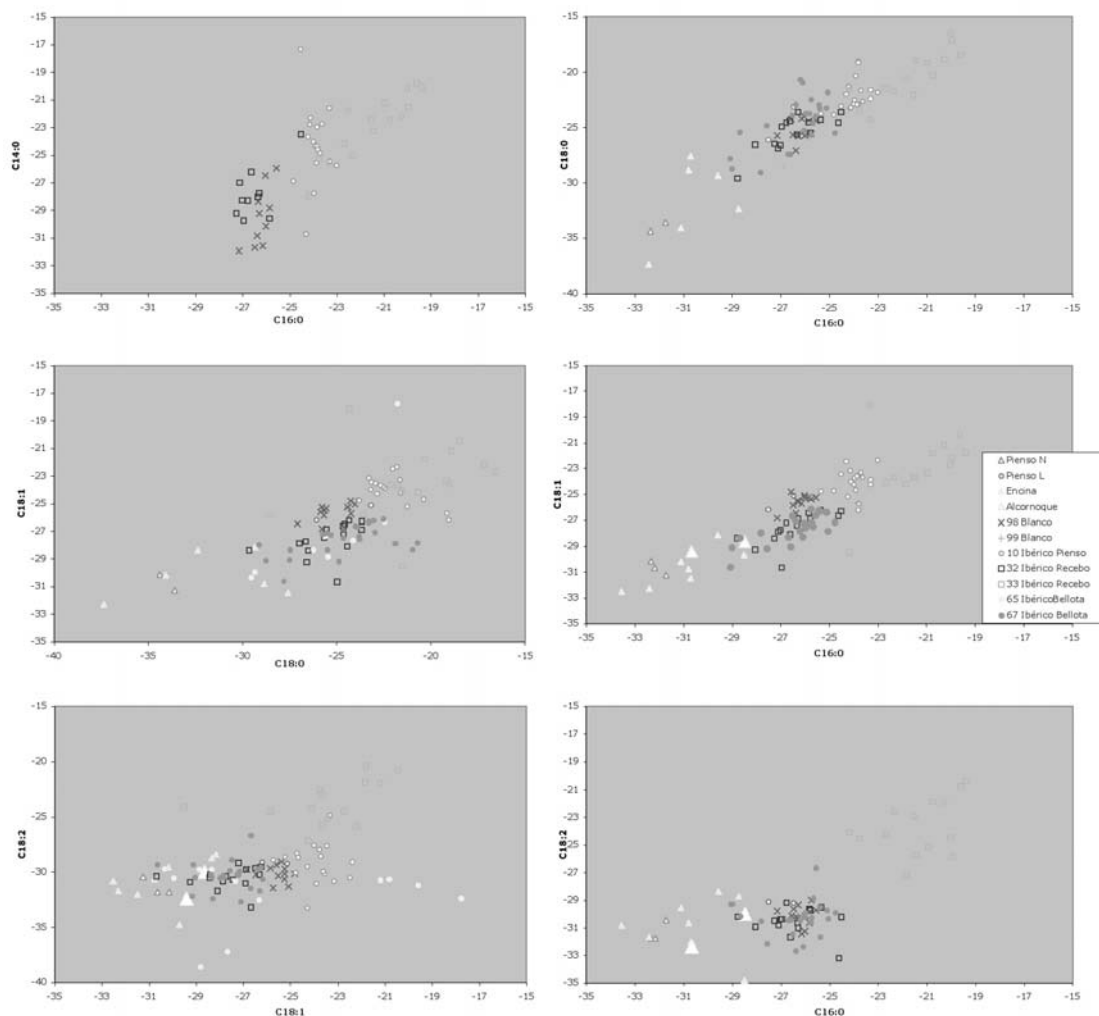 -15
-17
-19
-21
-23
-25
-27
-29
-31
-33
-35
C14:0
-35 -33 -31 -29 -27 -25 -23 -21 -19 -17 -15
C16:0
-15
-20
-25
-30
-35
-40
C18:0
-35 -33 -31 -29 -27 -25 -23 -21 -19 -17 -15
C16:0
-15
-17
-19
-21
-23
-25
-27
-29
-31
-33
-35
C18:1
-40 -35 -30 -25 -20 -15
C18:0
-15
-17
-19
-21
-23
-25
-27
-29
-31
-33
-35
C18:1
-35 -33 -31 -29 -27 -25 -23 -21 -19 -17 -15
C16:0
Pienso N
Pienso L
Encina
Alcornoque
98 Blanco
99 Blanco
10 Ibérico Pienso
32 Ibérico Recebo
33 Ibérico Recebo
65 IbéricoBellota
67 Ibérico Bellota
-15
-20
-25
-30
-35
-40
C18:2
-35 -33 -31 -29 -27 -25 -23 -21 -19 -17 -15
C18:1
-15
-17
-19
-21
-23
-25
-27
-29
-31
-33
-35
C18:2
-35 -33 -31 -29 -27 -25 -23 -21 -19 -17 -15
C16:0